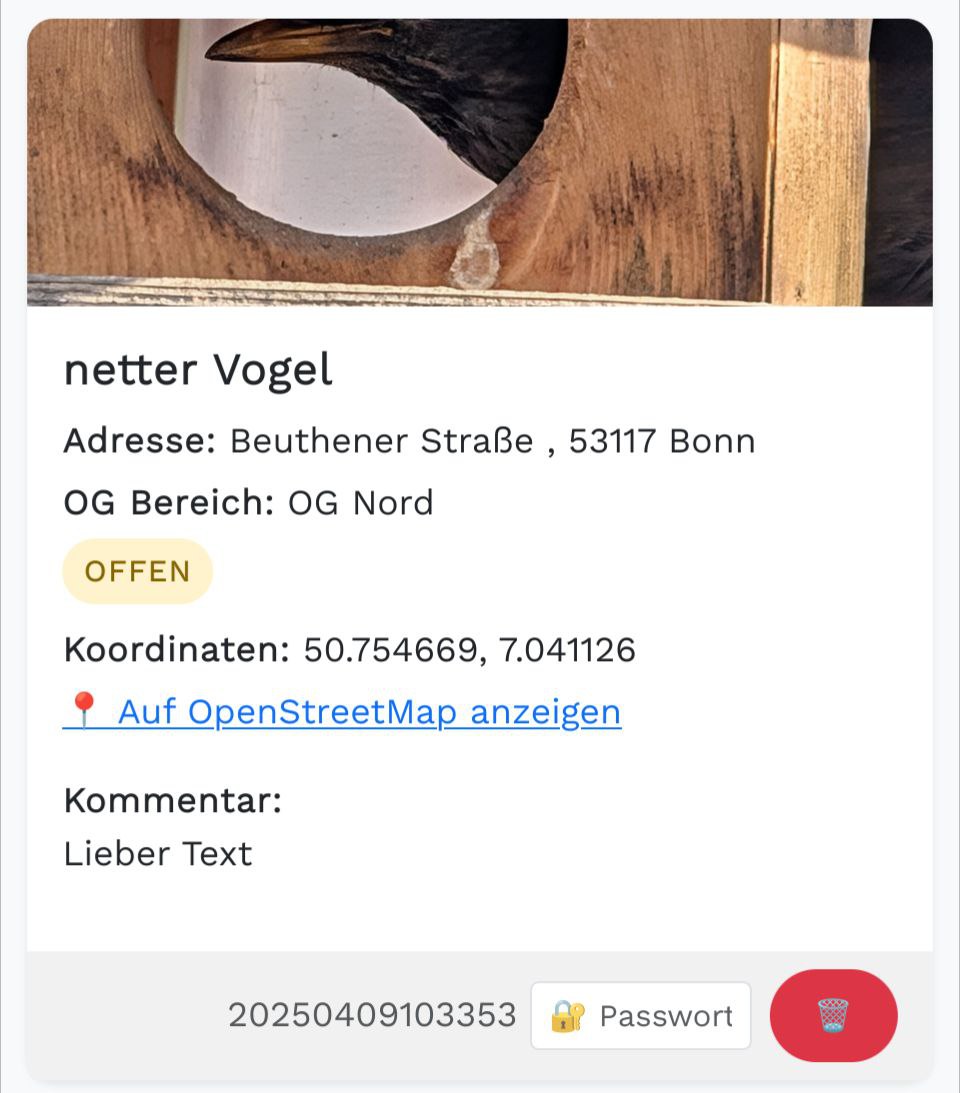 netter Vogel
Adresse: Beuthener Straße , 53117 Bonn
OG Bereich: OG Nord
OFFEN
Koordinaten: 50.754669, 7.041126
📍 Auf OpenStreetMap anzeigen
Kommentar:
Lieber Text
20250409103353 🔐 Passwort 🗑️